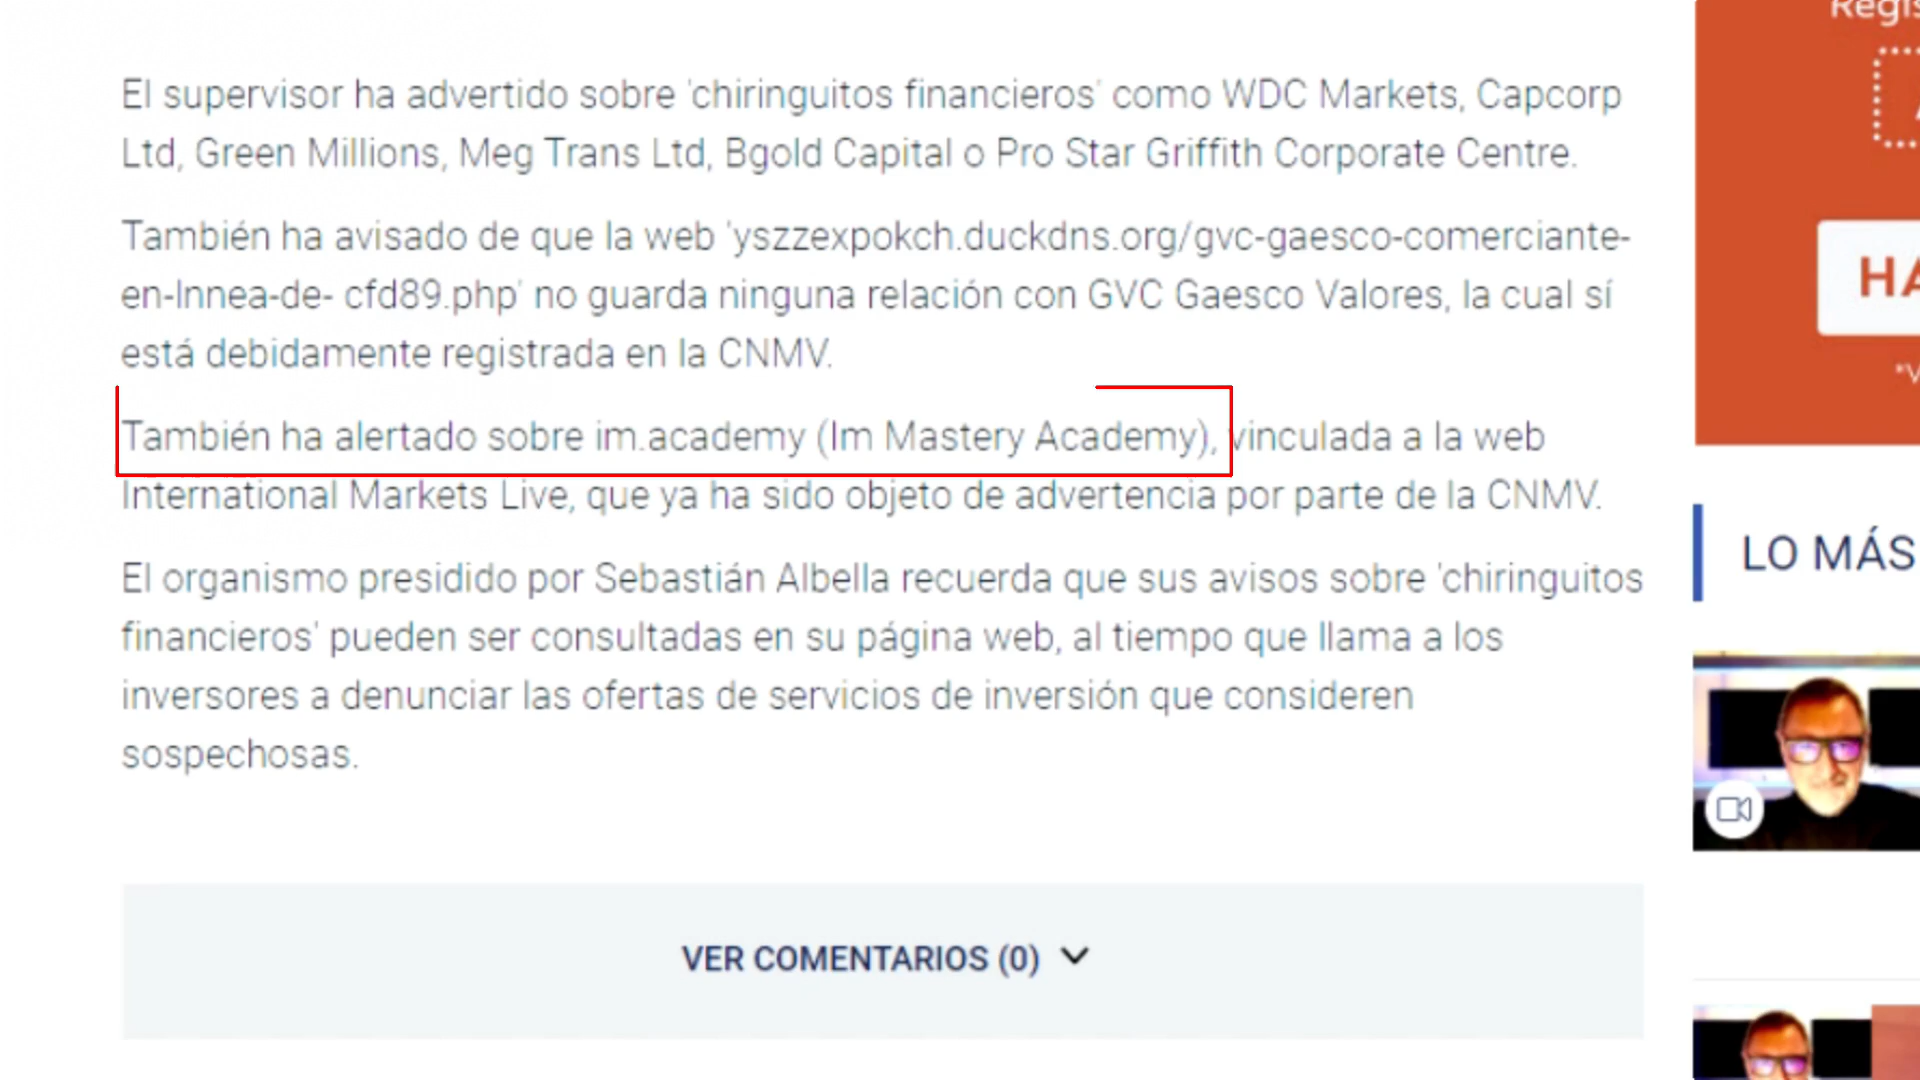 El supervisor ha advertido sobre 'chiringuitos financieros' como WDC Markets, Capcorp
Ltd, Green Millions, Meg Trans Ltd, Bgold Capital o Pro Star Griffith Corporate Centre.
También ha avisado de que la web 'yszzexpokch.duckdns.org/gvc-gaesco-comerciante-
en-lnnea-de- cfd89.php' no guarda ninguna relación con GVC Gaesco Valores, la cual sí
está debidamente registrada en la CNMV.
También ha alertado sobre im.academy (Im Mastery Academy), vinculada a la web
International Markets Live, que ya ha sido objeto de advertencia por parte de la CNMV.
El organismo presidido por Sebastián Albella recuerda que sus avisos sobre 'chiringuitos
financieros' pueden ser consultadas en su página web, al tiempo que llama a los
inversores a denunciar las ofertas de servicios de inversión que consideren
sospechosas.
VER COMENTARIOS (0)
LO MÁS